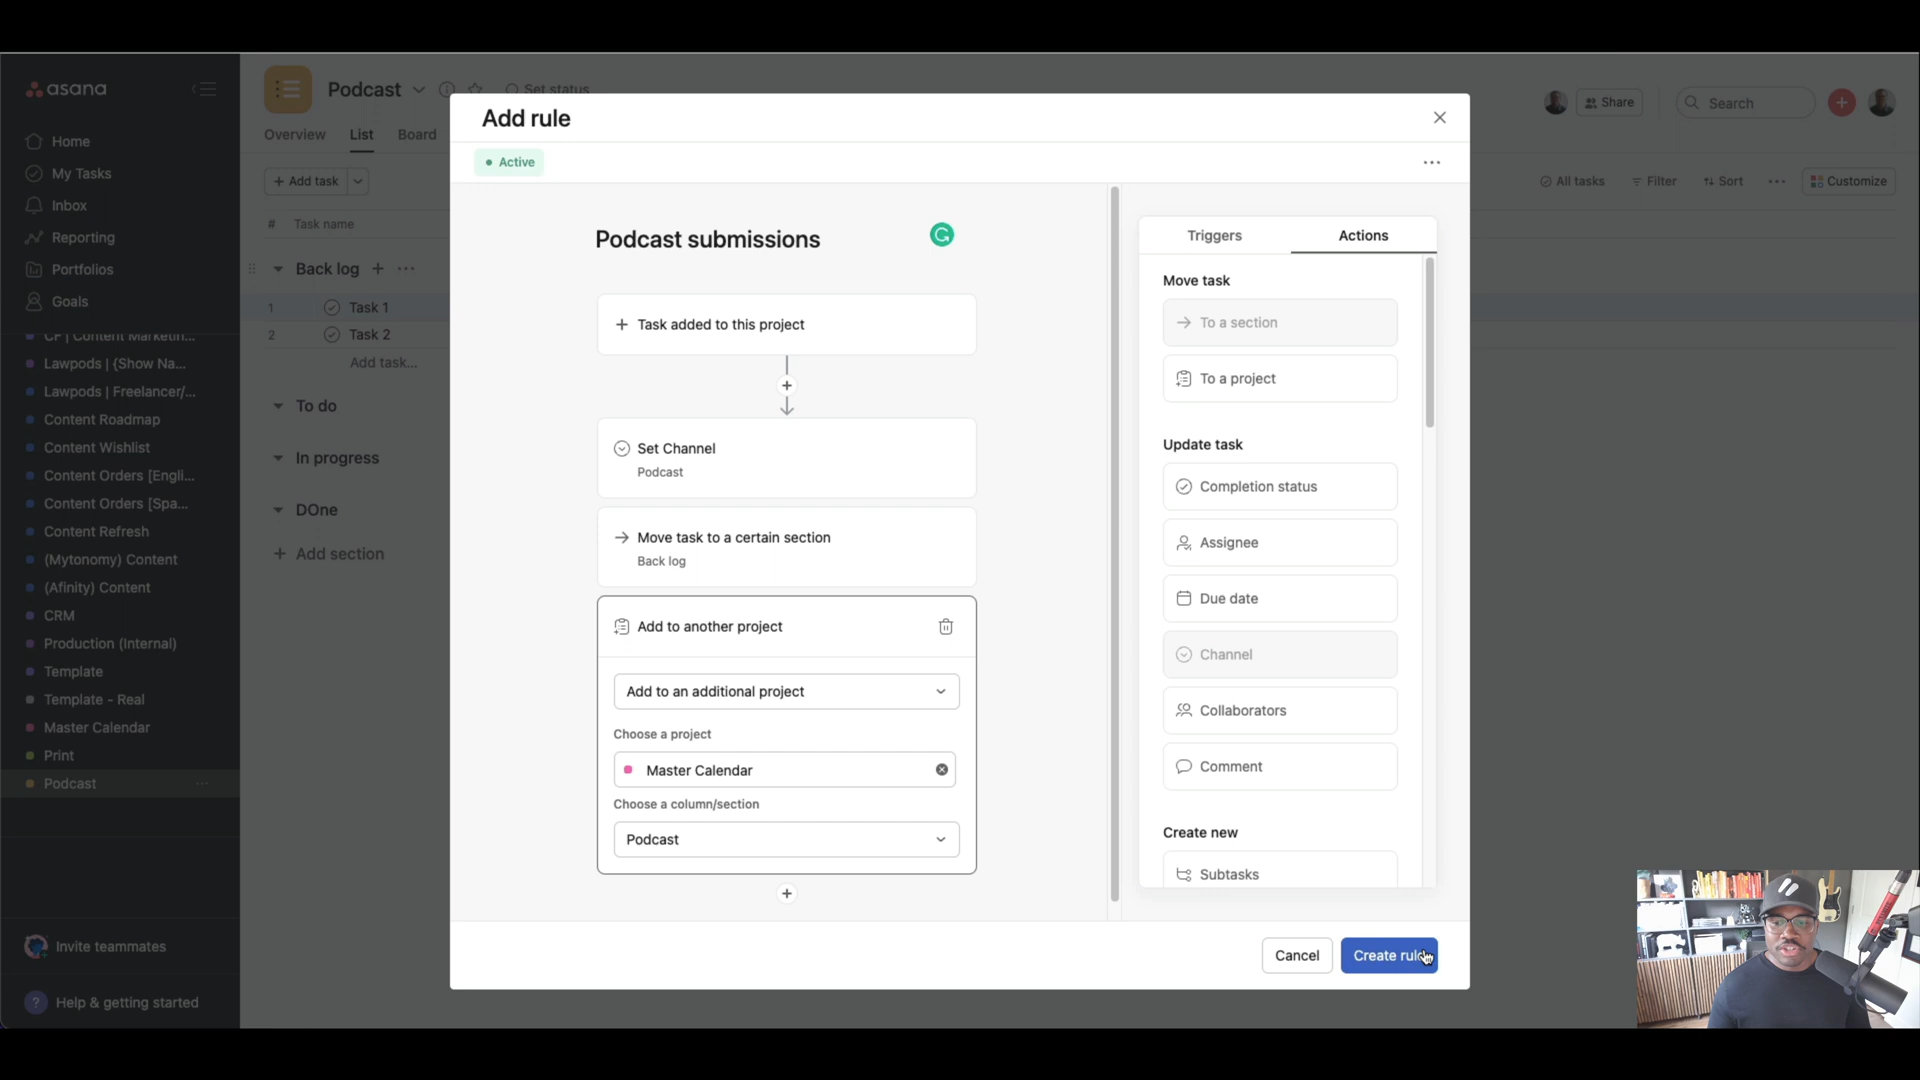 asana
Home
My Tasks
Inbox
Reporting
Portfolios
Goals
CF | Content Marketin...
Lawpods | {Show Na...
Lawpods | Freelancer/...
Content Roadmap
Content Wishlist
Content Orders [Engli...
Content Orders [Spa...
Content Refresh
(Mytonomy) Content
(Afinity) Content
CRM
Production (Internal)
Template
Template - Real
Master Calendar
Print
Podcast
Invite teammates
? Help & getting started
Podcast
Set status
Overview List Board
+ Add task
# Task name
Back log + ...
1 Task 1
2 Task 2
Add task...
To do
In progress
DOne
+ Add section
Share
Search
All tasks Filter Sort ... Customize
Add rule
Active
Podcast submissions
+ Task added to this project
Set Channel
Podcast
Move task to a certain section
Back log
Add to another project
Add to an additional project
Choose a project
Master Calendar
Choose a column/section
Podcast
Triggers Actions
Move task
To a section
To a project
Update task
Completion status
Assignee
Due date
Channel
Collaborators
Comment
Create new
Subtasks
Cancel Create rule